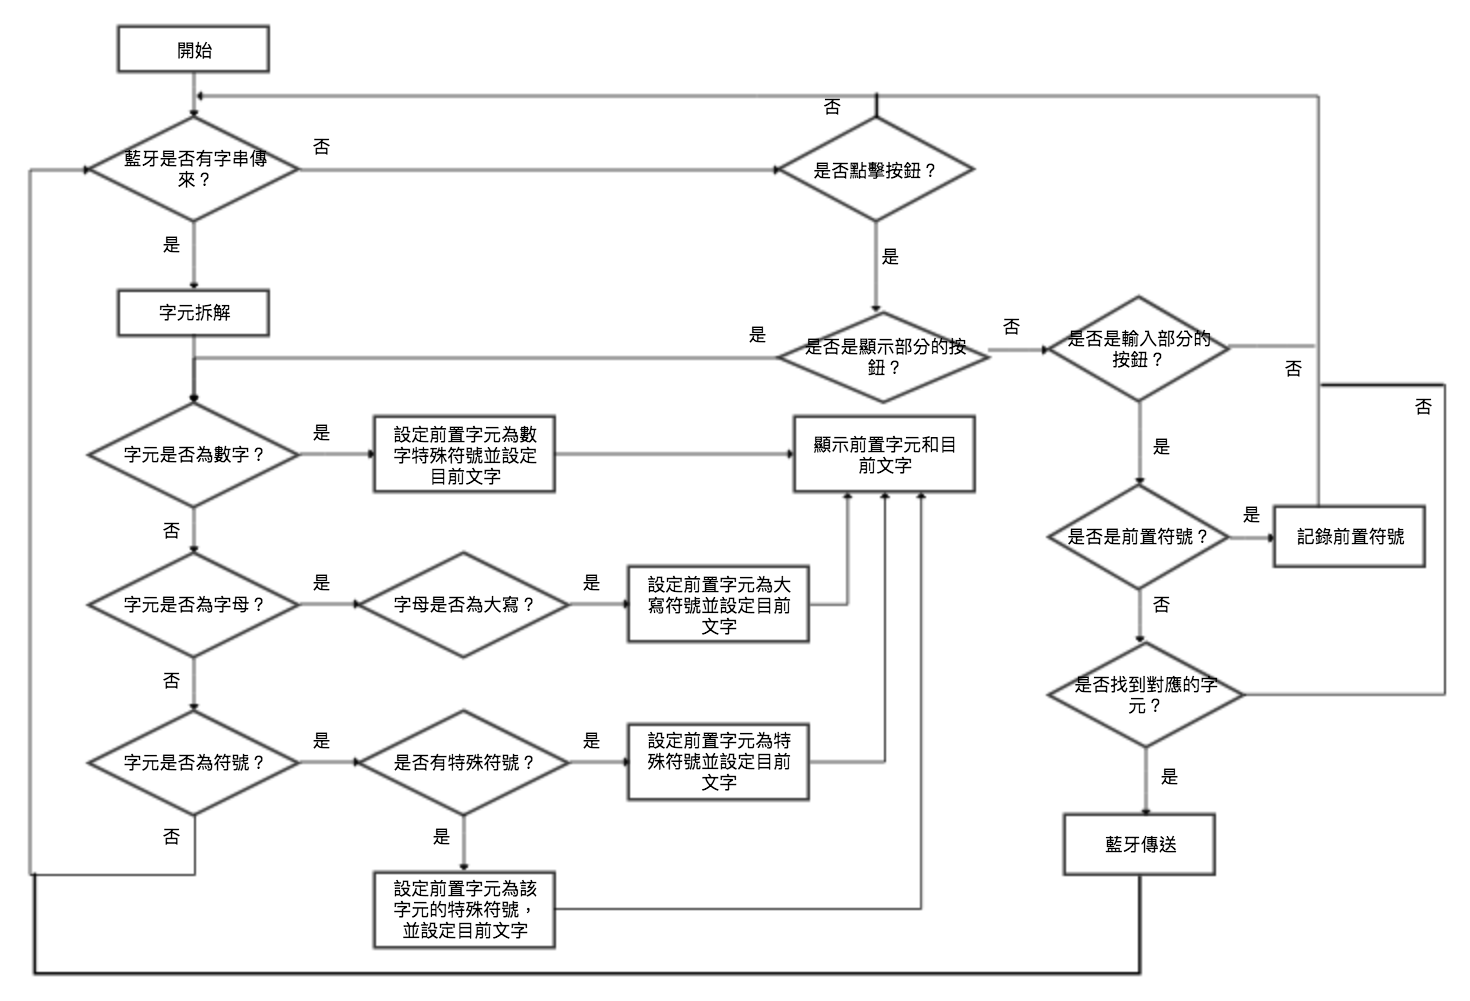 開始
否
藍牙是否有字串傳
來？
否
是否點擊按鈕？
是
是
字元拆解
是
是否是顯示部分的按
鈕？
否
是否是輸入部分的
按鈕？
否
否
字元是否為數字？
是
設定前置字元為數
字特殊符號並設定
目前文字
顯示前置字元和目
前文字
是
否
是否是前置符號？
是
記錄前置符號
字元是否為字母？
是
字母是否為大寫？
是
設定前置字元為大
寫符號並設定目前
文字
否
否
是否找到對應的字
元？
字元是否為符號？
是
是否有特殊符號？
是
設定前置字元為特
殊符號並設定目前
文字
是
否
是
藍牙傳送
設定前置字元為該
字元的特殊符號，
並設定目前文字